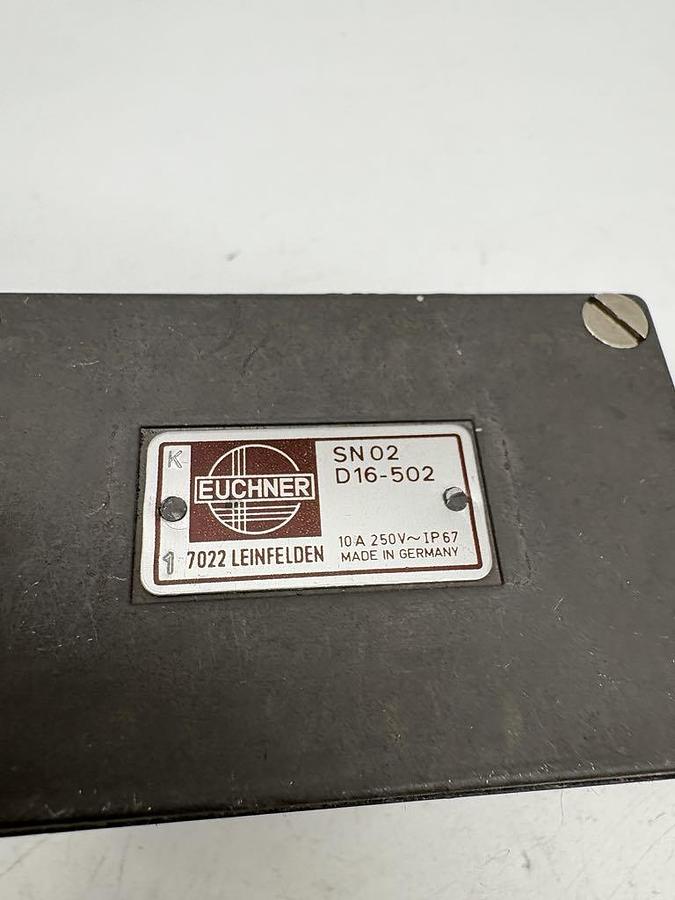 K
EUCHNER
1 7022 LEINFELDEN
SN02
D16-502
10A 250V~ IP67
MADE IN GERMANY